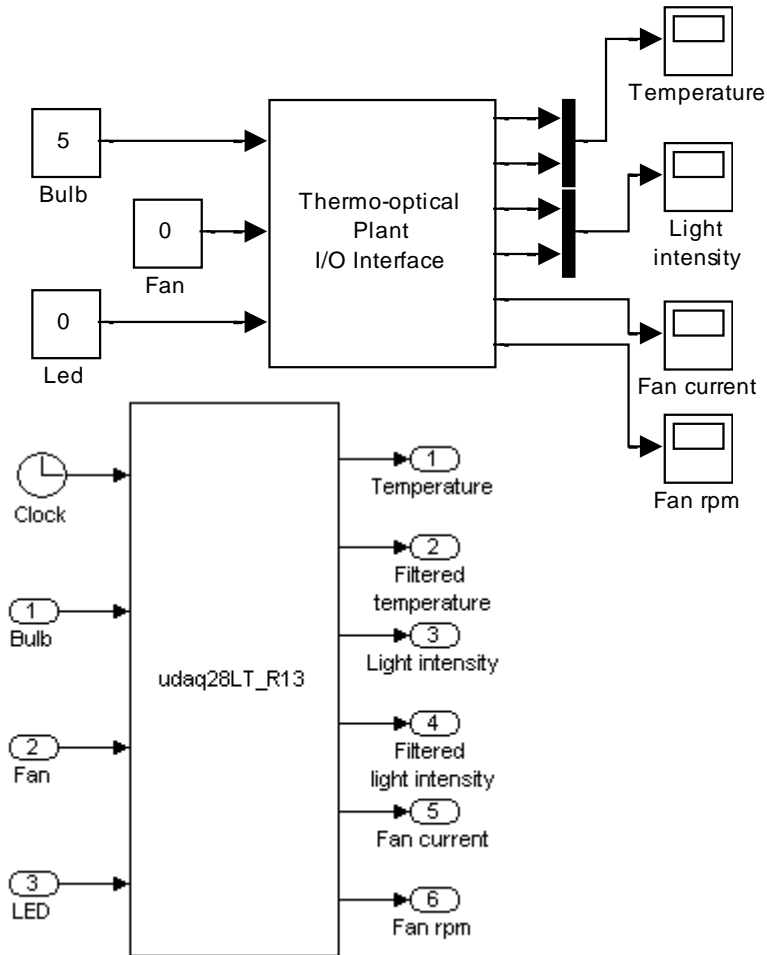 Temperature
5
Bulb
Thermo-optical
Plant
I/O Interface
0
Fan
Light
intensity
0
Led
Fan current
Fan rpm
Clock
1
Bulb
2
Fan
3
LED
udaq28LT_R13
1
Temperature
2
Filtered
temperature
3
Light intensity
4
Filtered
light intensity
5
Fan current
6
Fan rpm